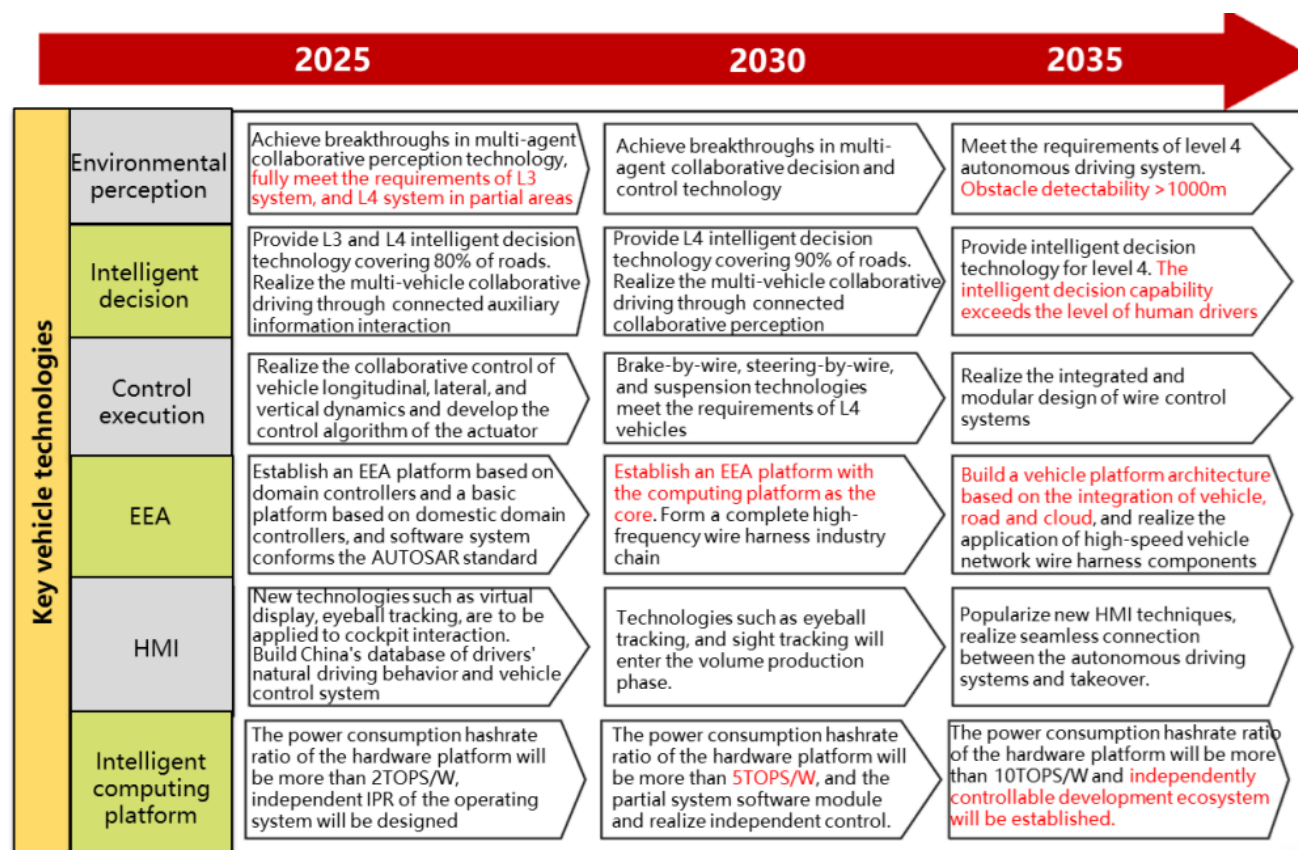 2025
2030
2035
Key vehicle technologies
Environmental
perception
Achieve breakthroughs in multi-agent
collaborative perception technology,
fully meet the requirements of L3
system, and L4 system in partial areas
Achieve breakthroughs in multi-
agent collaborative decision and
control technology
Meet the requirements of level 4
autonomous driving system.
Obstacle detectability >1000m
Intelligent
decision
Provide L3 and L4 intelligent decision
technology covering 80% of roads.
Realize the multi-vehicle collaborative
driving through connected auxiliary
information interaction
Provide L4 intelligent decision
technology covering 90% of roads.
Realize the multi-vehicle collaborative
driving through connected
collaborative perception
Provide intelligent decision
technology for level 4. The
intelligent decision capability
exceeds the level of human drivers
Control
execution
Realize the collaborative control of
vehicle longitudinal, lateral, and
vertical dynamics and develop the
control algorithm of the actuator
Brake-by-wire, steering-by-wire,
and suspension technologies
meet the requirements of L4
vehicles
Realize the integrated and
modular design of wire control
systems
EEA
Establish an EEA platform based on
domain controllers and a basic
platform based on domestic domain
controllers, and software system
conforms the AUTOSAR standard
Establish an EEA platform with
the computing platform as the
core. Form a complete high-
frequency wire harness industry
chain
Build a vehicle platform architecture
based on the integration of vehicle,
road and cloud, and realize the
application of high-speed vehicle
network wire harness components
HMI
New technologies such as virtual
display, eyeball tracking, are to be
applied to cockpit interaction.
Build China's database of drivers'
natural driving behavior and vehicle
control system
Technologies such as eyeball
tracking, and sight tracking will
enter the volume production
phase.
Popularize new HMI techniques,
realize seamless connection
between the autonomous driving
systems and takeover.
Intelligent
computing
platform
The power consumption hashrate
ratio of the hardware platform will
be more than 2TOPS/W,
independent IPR of the operating
system will be designed
The power consumption hashrate
ratio of the hardware platform will
be more than 5TOPS/W, and the
partial system software module
and realize independent control.
The power consumption hashrate ratio
of the hardware platform will be more
than 10TOPS/W and independently
controllable development ecosystem
will be established.